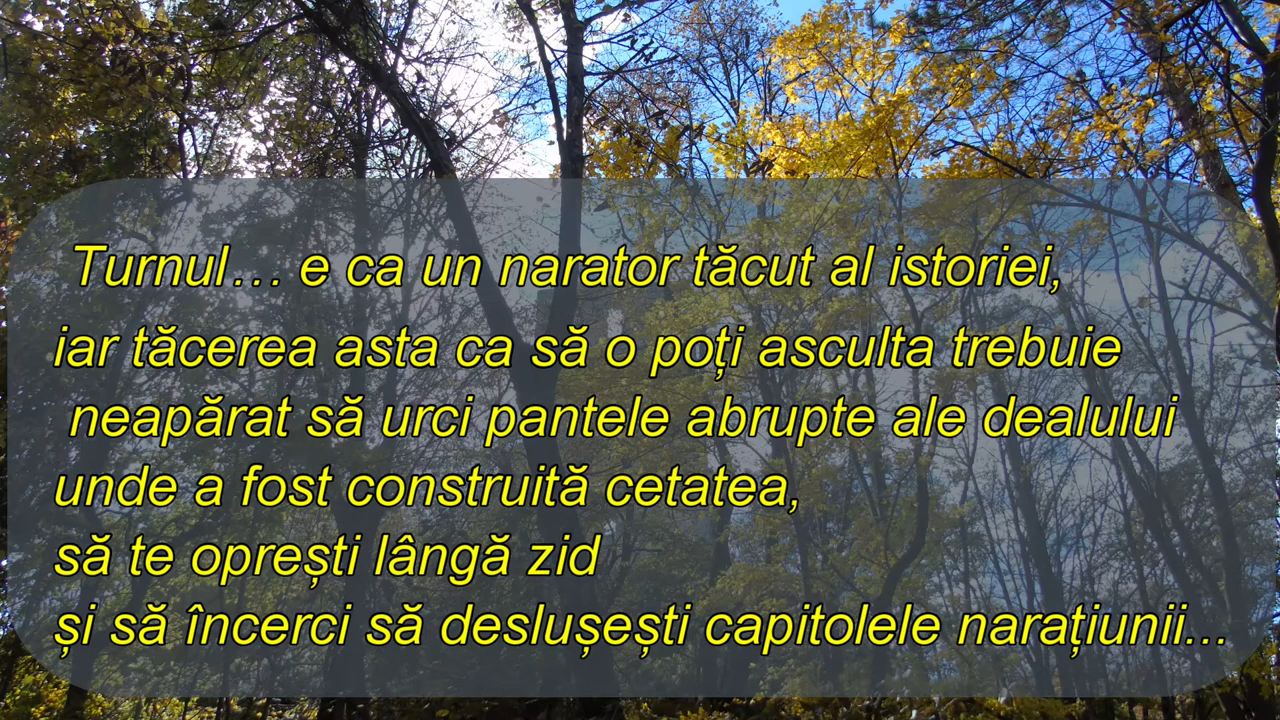 Turnul… e ca un narator tăcut al istoriei,
iar tăcerea asta ca să o poți asculta trebuie
neapărat să urci pantele abrupte ale dealului
unde a fost construită cetatea,
să te oprești lângă zid
și să încerci să deslușești capitolele narațiunii...